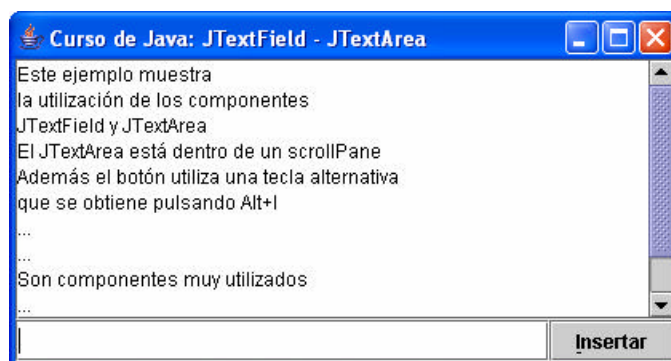 Curso de Java: JTextField - JTextArea
Este ejemplo muestra
la utilización de los componentes
JTextField y JTextArea
El JTextArea está dentro de un scrollPane
Además el botón utiliza una tecla alternativa
que se obtiene pulsando Alt+I
...
...
Son componentes muy utilizados
...
Insertar